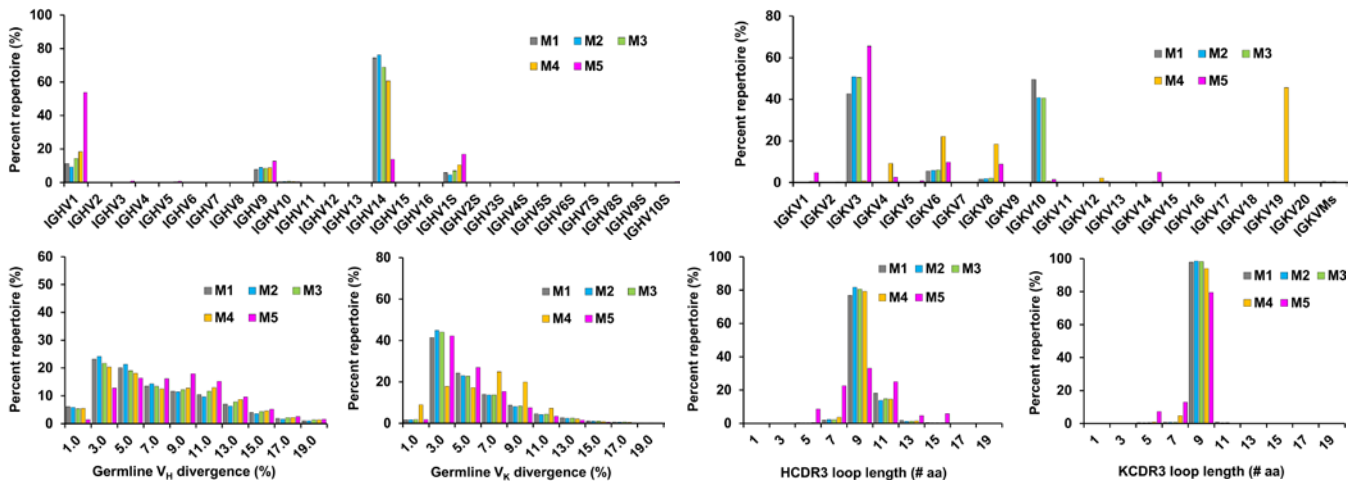 Percent repertoire (%)
100
80
60
40
20
0
M1 M2 M3
M4 M5
IGHV1
IGHV2
IGHV3
IGHV4
IGHV5
IGHV6
IGHV7
IGHV8
IGHV9
IGHV10
IGHV11
IGHV12
IGHV13
IGHV14
IGHV15
IGHV16
IGHV1S
IGHV2S
IGHV3S
IGHV4S
IGHV5S
IGHV6S
IGHV7S
IGHV8S
IGHV9S
IGHV10S
Percent repertoire (%)
80
60
40
20
0
M1 M2 M3
M4 M5
IGKV1
IGKV2
IGKV3
IGKV4
IGKV5
IGKV6
IGKV7
IGKV8
IGKV9
IGKV10
IGKV11
IGKV12
IGKV13
IGKV14
IGKV15
IGKV16
IGKV17
IGKV18
IGKV19
IGKV20
IGKVMs
Percent repertoire (%)
60
50
40
30
20
10
0
M1 M2 M3
M4 M5
1.0 3.0 5.0 7.0 9.0 11.0 13.0 15.0 17.0 19.0
Germline VH divergence (%)
Percent repertoire (%)
80
60
40
20
0
M1 M2 M3
M4 M5
1.0 3.0 5.0 7.0 9.0 11.0 13.0 15.0 17.0 19.0
Germline VK divergence (%)
Percent repertoire (%)
100
80
60
40
20
0
M1 M2 M3
M4 M5
1 3 5 7 9 11 13 15 17 19
HCDR3 loop length (# aa)
Percent repertoire (%)
100
80
60
40
20
0
M1 M2 M3
M4 M5
1 3 5 7 9 11 13 15 17 19
KCDR3 loop length (# aa)